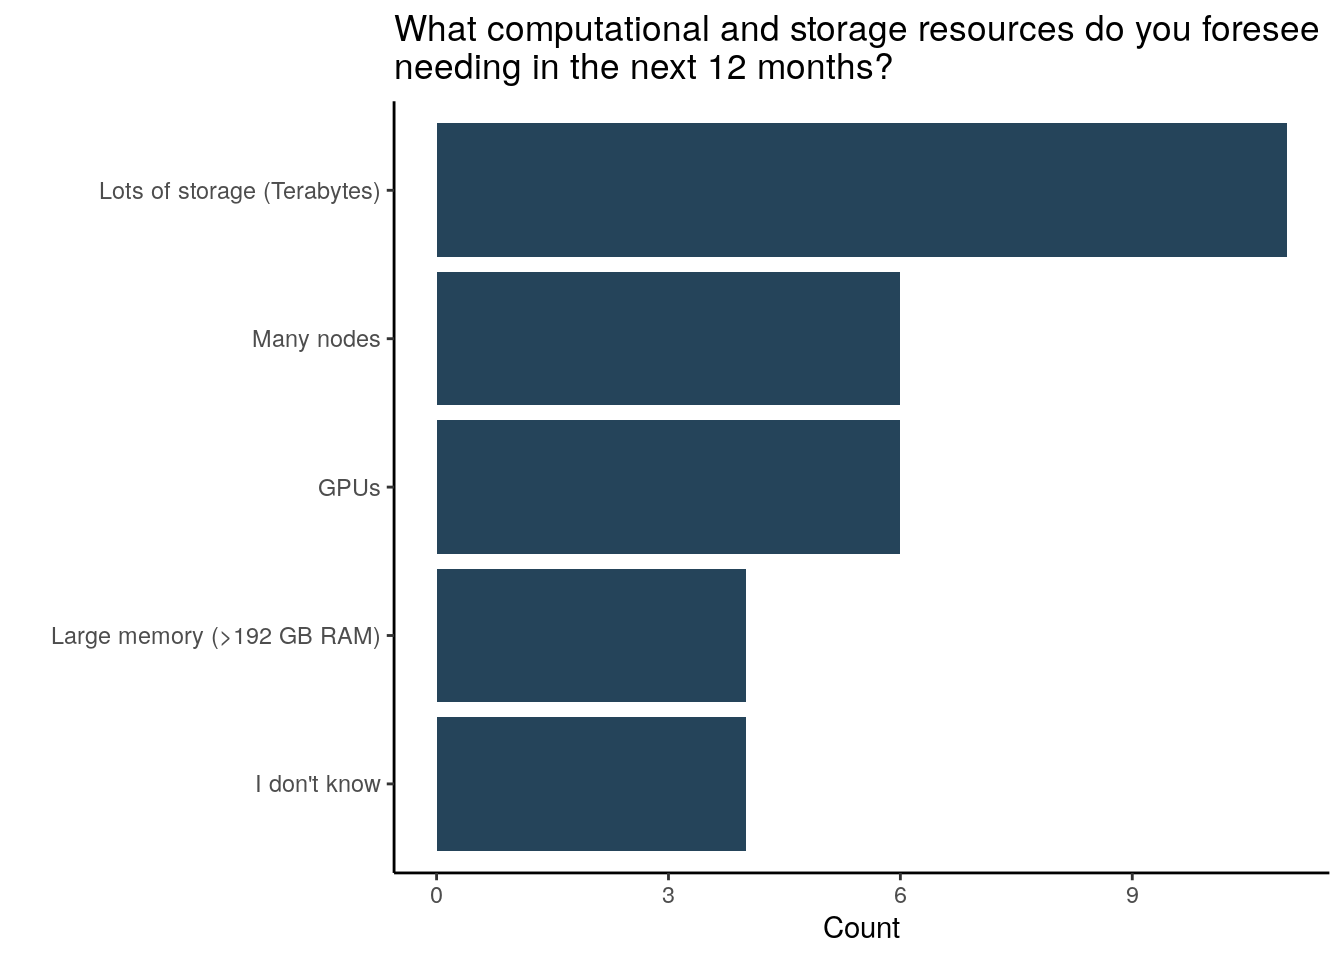 What computational and storage resources do you foresee
needing in the next 12 months?
Lots of storage (Terabytes)
Many nodes
GPUs
Large memory (>192 GB RAM)
I don't know
0 3 6 9
Count